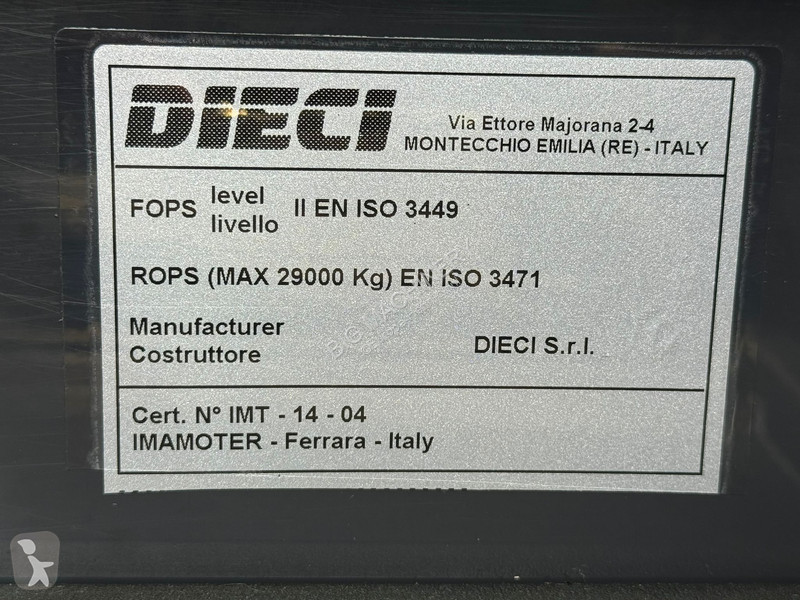 DIECI
Via Ettore Majorana 2-4
MONTECCHIO EMILIA (RE) - ITALY
FOPS level livello II EN ISO 3449
ROPS (MAX 29000 Kg) EN ISO 3471
Manufacturer
Costruttore
DIECI S.r.l.
Cert. N° IMT - 14 - 04
IMAMOTER - Ferrara - Italy